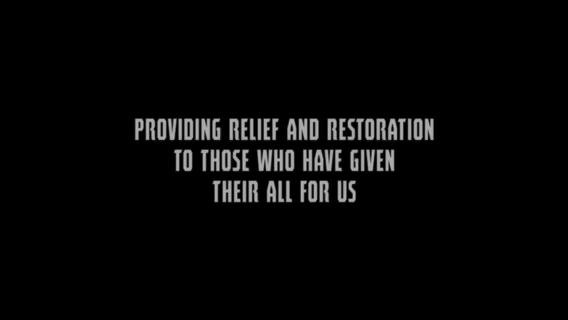 PROVIDING RELIEF AND RESTORATION
TO THOSE WHO HAVE GIVEN
THEIR ALL FOR US